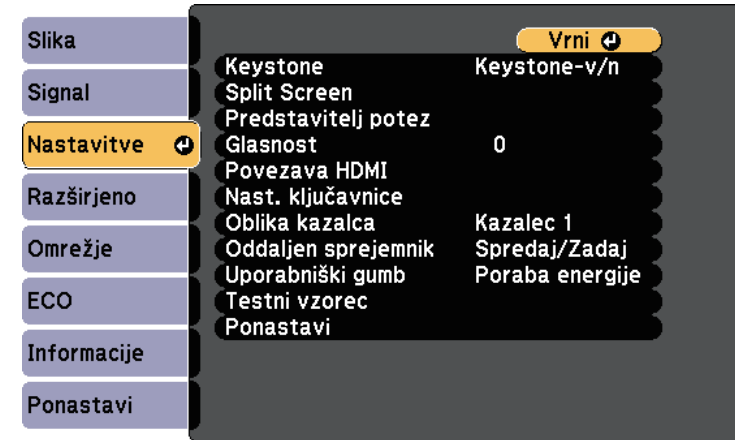 Slika
Signal
Nastavitve
Razširjeno
Omrežje
ECO
Informacije
Ponastavi
Vrni
Keystone Keystone-v/n
Split Screen
Predstavitelj potez
Glasnost 0
Povezava HDMI
Nast. ključavnice
Oblika kazalca Kazalec 1
Oddaljen sprejemnik Spredaj/Zadaj
Uporabniški gumb Poraba energije
Testni vzorec
Ponastavi